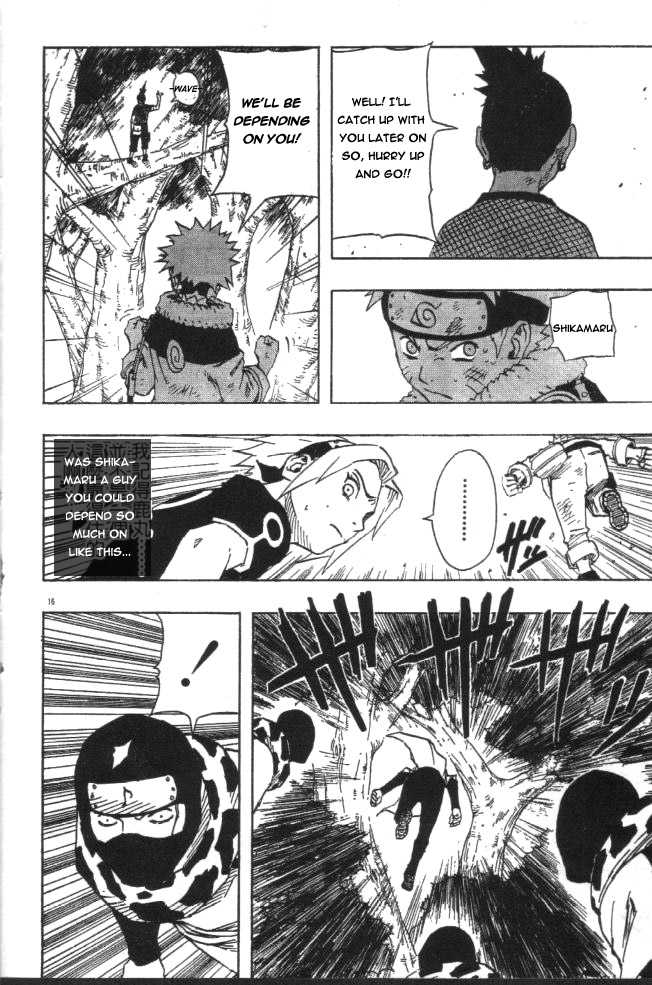 WELL! I'LL
CATCH UP WITH
YOU LATER ON
SO, HURRY UP
AND GO!!
WE'LL BE
DEPENDING
ON YOU!
-WAVE-
SHIKAMARU
.........
WAS SHIKA-
MARU A GUY
YOU COULD
DEPEND SO
MUCH ON
LIKE THIS...
16
!